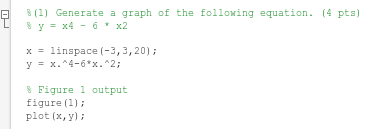 %(1) Generate a graph of the following equation. (4 pts)
% y = x4 - 6 * x2
x = linspace(-3,3,20);
y = x.^4-6*x.^2;
% Figure 1 output
figure(1);
plot(x,y);